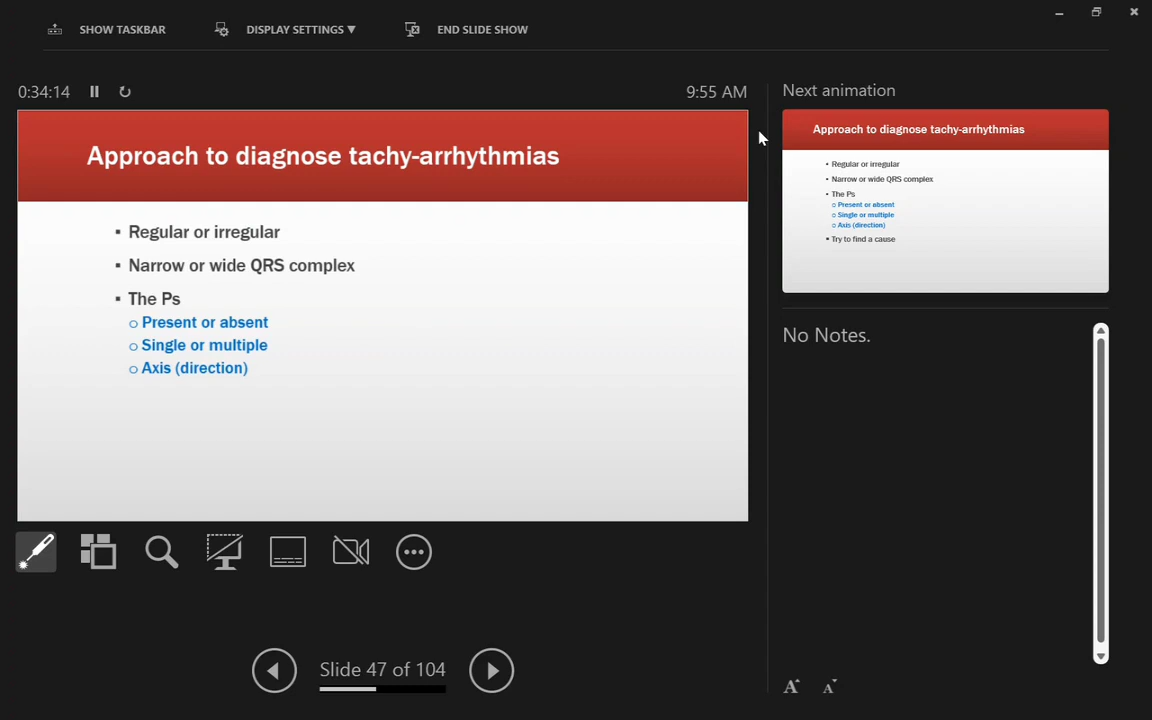 SHOW TASKBAR
DISPLAY SETTINGS ▼
END SLIDE SHOW
0:34:14
9:55 AM
Next animation
Approach to diagnose tachy-arrhythmias
▪ Regular or irregular
▪ Narrow or wide QRS complex
▪ The Ps
o Present or absent
o Single or multiple
o Axis (direction)
Approach to diagnose tachy-arrhythmias
▪ Regular or irregular
▪ Narrow or wide QRS complex
▪ The Ps
o Present or absent
o Single or multiple
o Axis (direction)
▪ Try to find a cause
No Notes.
Slide 47 of 104
A A